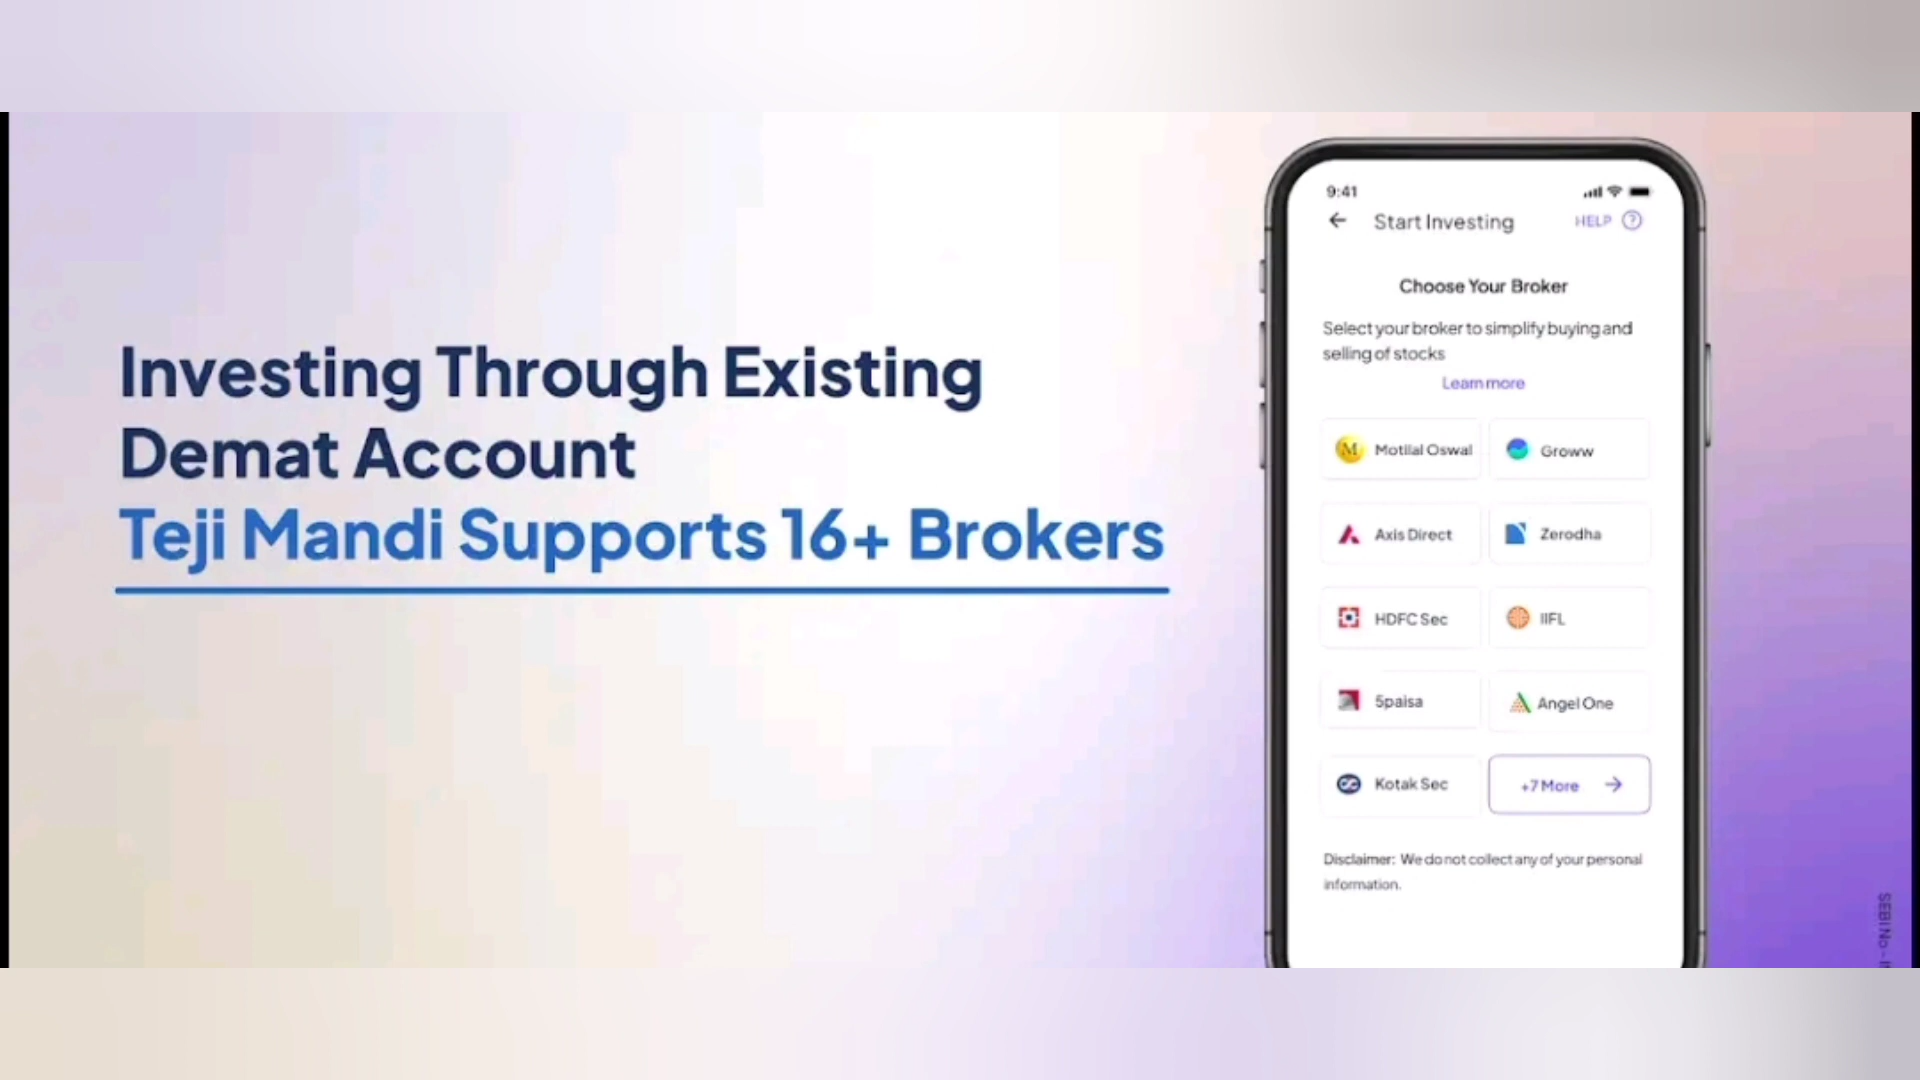 Investing Through Existing
Demat Account
Teji Mandi Supports 16+ Brokers
9:41
Start Investing
HELP
Choose Your Broker
Select your broker to simplify buying and
selling of stocks
Learn more
Motilal Oswal
Groww
Axis Direct
Zerodha
HDFC Sec
IIFL
5paisa
Angel One
Kotak Sec
+7 More
Disclaimer: We do not collect any of your personal
information.
SEBI No -